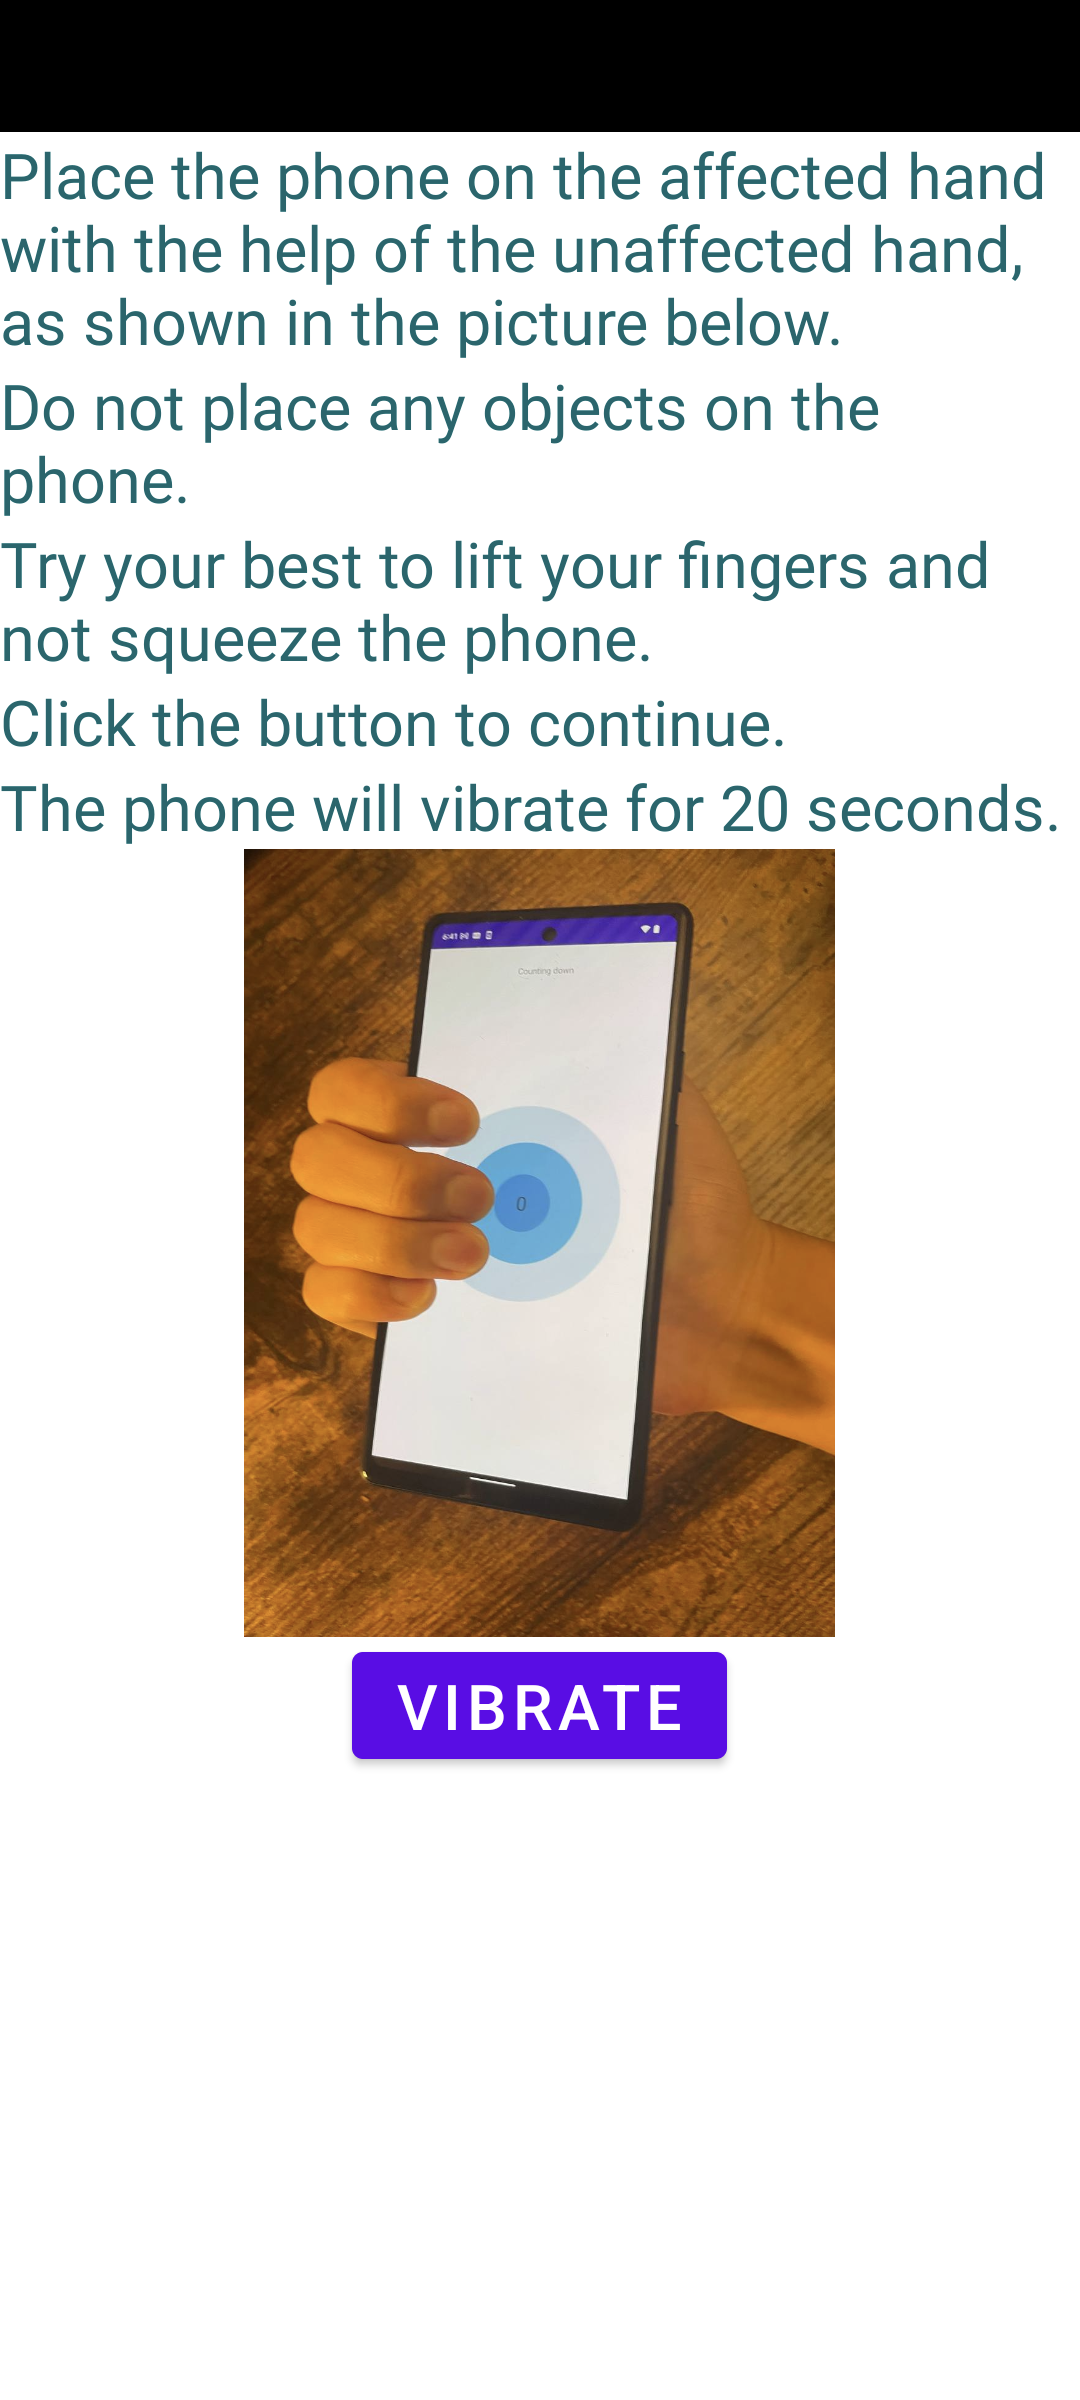 Place the phone on the affected hand
with the help of the unaffected hand,
as shown in the picture below.
Do not place any objects on the
phone.
Try your best to lift your fingers and
not squeeze the phone.
Click the button to continue.
The phone will vibrate for 20 seconds.
6:41
Counting down
0
VIBRATE